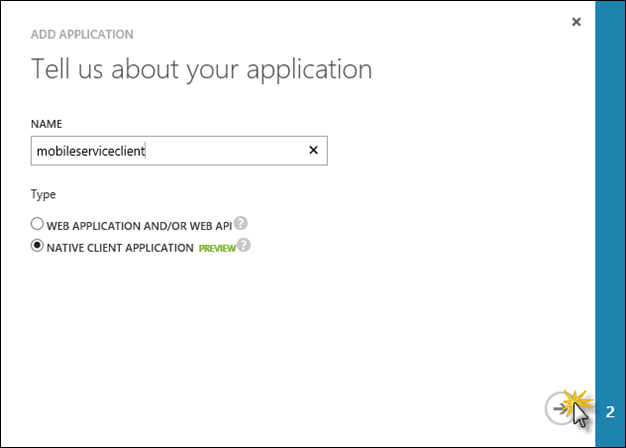 ADD APPLICATION
Tell us about your application
NAME
mobileserviceclient
Type
WEB APPLICATION AND/OR WEB API ?
NATIVE CLIENT APPLICATION PREVIEW ?
2